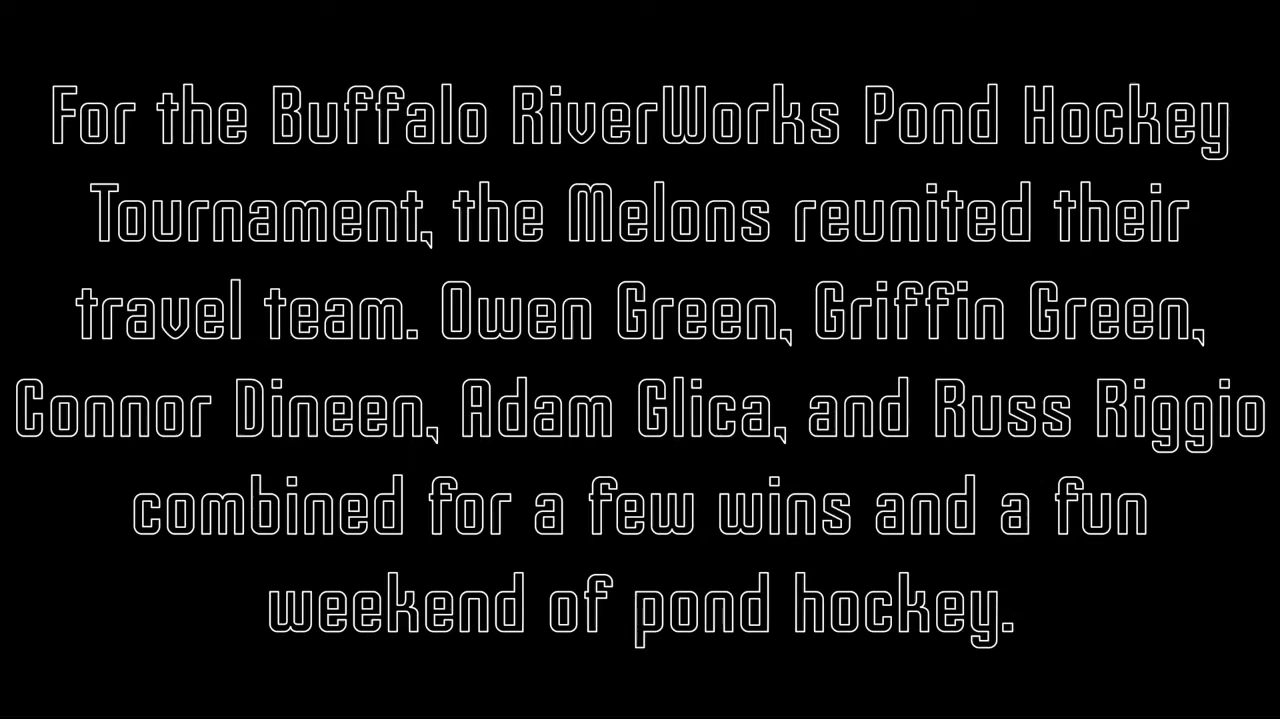 For the Buffalo RiverWorks Pond Hockey
Tournament, the Melons reunited their
travel team. Owen Green, Griffin Green,
Connor Dineen, Adam Glica, and Russ Riggio
combined for a few wins and a fun
weekend of pond hockey.